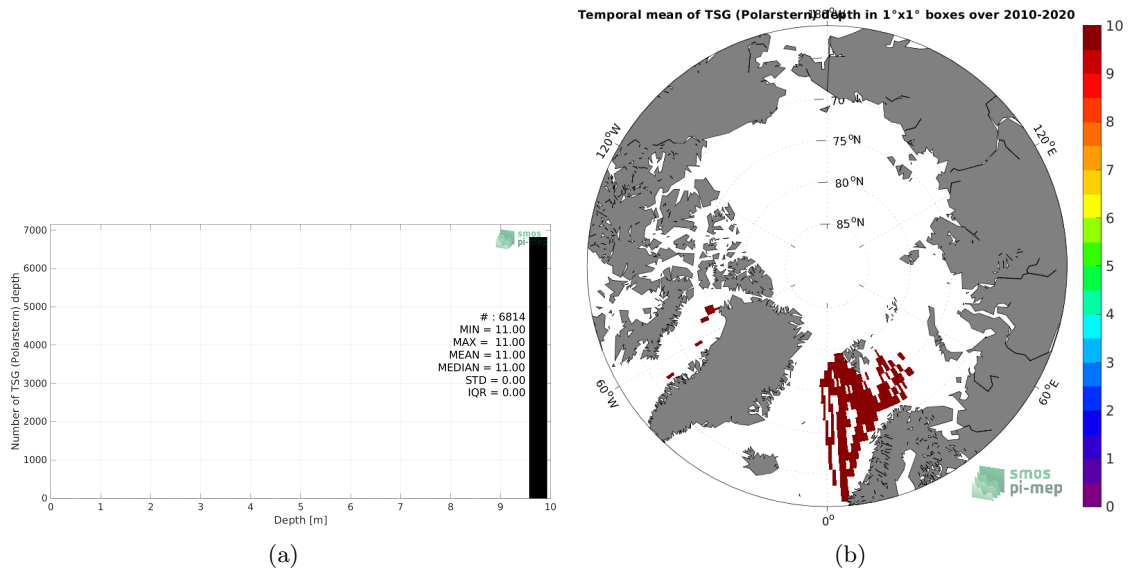 7000
6000
5000
4000
3000
2000
1000
0
Number of TSG (Polarstern) depth
smos
pi-mep
# : 6814
MIN = 11.00
MAX = 11.00
MEAN = 11.00
MEDIAN = 11.00
STD = 0.00
IQR = 0.00
0 1 2 3 4 5 6 7 8 9 10
Depth [m]
(a)
Temporal mean of TSG (Polarstern) depth in 1°x1° boxes over 2010-2020
180°W
120°W
120°E
60°W
60°E
0°
70°N
75°N
80°N
85°N
smos
pi-mep
10
9
8
7
6
5
4
3
2
1
0
(b)